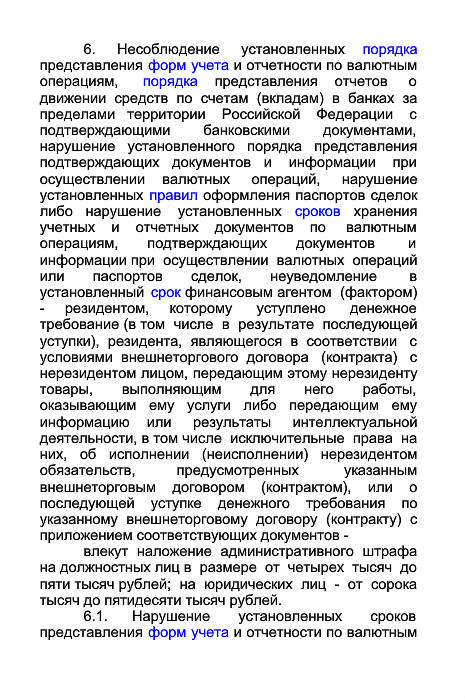 6. Несоблюдение установленных порядка
представления форм учета и отчетности по валютным
операциям, порядка представления отчетов о
движении средств по счетам (вкладам) в банках за
пределами территории Российской Федерации с
подтверждающими банковскими документами,
нарушение установленного порядка представления
подтверждающих документов и информации при
осуществлении валютных операций, нарушение
установленных правил оформления паспортов сделок
либо нарушение установленных сроков хранения
учетных и отчетных документов по валютным
операциям, подтверждающих документов и
информации при осуществлении валютных операций
или паспортов сделок, неуведомление в
установленный срок финансовым агентом (фактором)
- резидентом, которому уступлено денежное
требование (в том числе в результате последующей
уступки), резидента, являющегося в соответствии с
условиями внешнеторгового договора (контракта) с
нерезидентом лицом, передающим этому нерезиденту
товары, выполняющим для него работы,
оказывающим ему услуги либо передающим ему
информацию или результаты интеллектуальной
деятельности, в том числе исключительные права на
них, об исполнении (неисполнении) нерезидентом
обязательств, предусмотренных указанным
внешнеторговым договором (контрактом), или о
последующей уступке денежного требования по
указанному внешнеторговому договору (контракту) с
приложением соответствующих документов -
влекут наложение административного штрафа
на должностных лиц в размере от четырех тысяч до
пяти тысяч рублей; на юридических лиц - от сорока
тысяч до пятидесяти тысяч рублей.
6.1. Нарушение установленных сроков
представления форм учета и отчетности по валютным